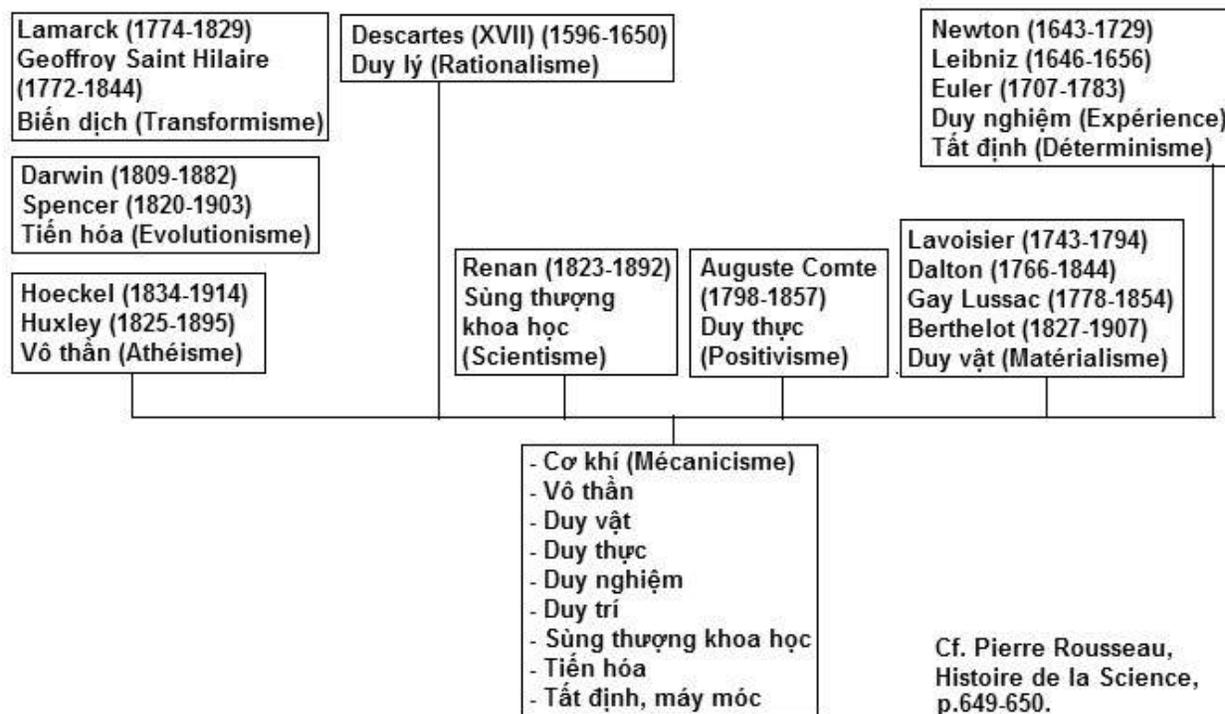 Lamarck (1774-1829)
Geoffroy Saint Hilaire
(1772-1844)
Biến dịch (Transformisme)
Descartes (XVII) (1596-1650)
Duy lý (Rationalisme)
Newton (1643-1729)
Leibniz (1646-1656)
Euler (1707-1783)
Duy nghiệm (Expérience)
Tất định (Déterminisme)
Darwin (1809-1882)
Spencer (1820-1903)
Tiến hóa (Evolutionisme)
Hoeckel (1834-1914)
Huxley (1825-1895)
Vô thần (Athéisme)
Renan (1823-1892)
Sùng thượng
khoa học
(Scientisme)
Auguste Comte
(1798-1857)
Duy thực
(Positivisme)
Lavoisier (1743-1794)
Dalton (1766-1844)
Gay Lussac (1778-1854)
Berthelot (1827-1907)
Duy vật (Matérialisme)
- Cơ khí (Mécanicisme)
- Vô thần
- Duy vật
- Duy thực
- Duy nghiệm
- Duy trí
- Sùng thượng khoa học
- Tiến hóa
- Tất định, máy móc
Cf. Pierre Rousseau,
Histoire de la Science,
p.649-650.